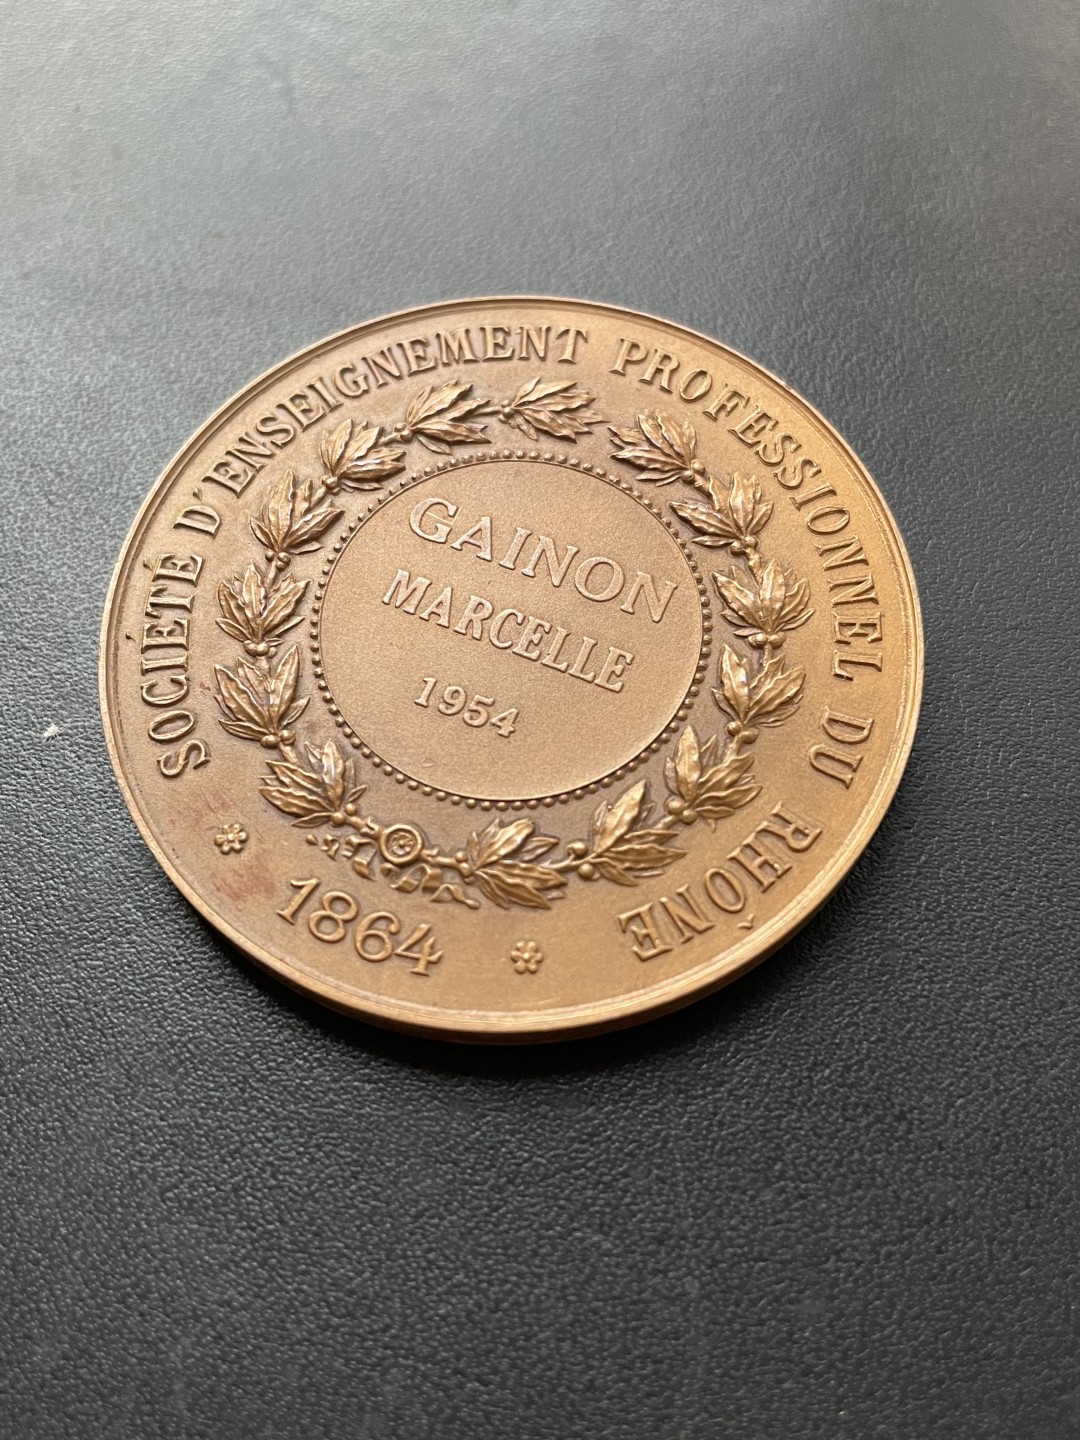 SOCIÉTÉ D'ENSEIGNEMENT PROFESSIONNEL DU RHÔNE
GAINON
MARCELLE
1954
1864